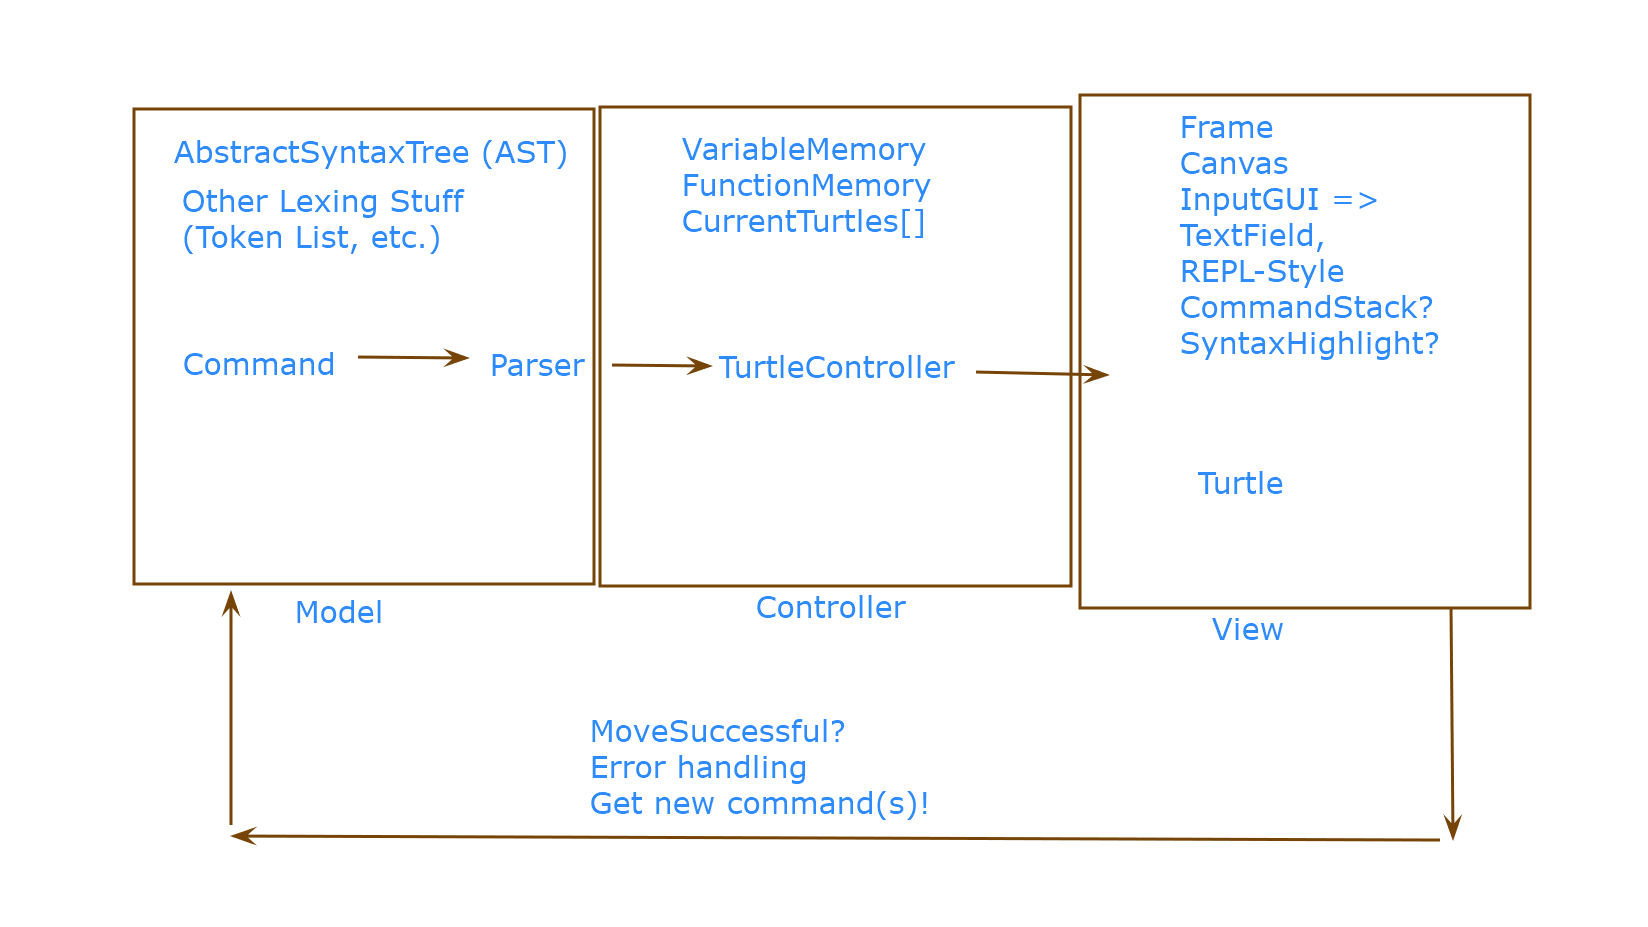 AbstractSyntaxTree (AST)
Other Lexing Stuff
(Token List, etc.)
Command
Parser
Model
VariableMemory
FunctionMemory
CurrentTurtles[]
TurtleController
Controller
Frame
Canvas
InputGUI =>
TextField,
REPL-Style
CommandStack?
SyntaxHighlight?
Turtle
View
MoveSuccessful?
Error handling
Get new command(s)!